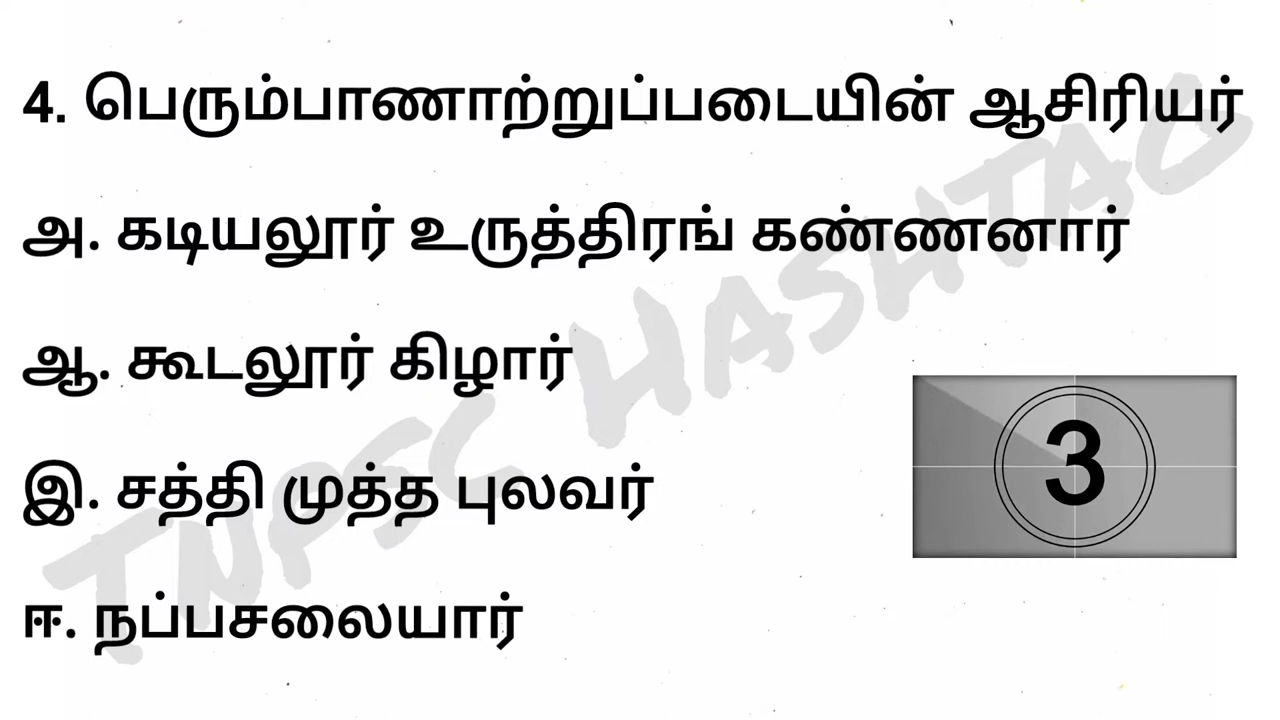 4. பெரும்பாணாற்றுப்படையின் ஆசிரியர்
அ. கடியலூர் உருத்திரங் கண்ணனார்
ஆ. கூடலூர் கிழார்
இ. சத்தி முத்த புலவர்
ஈ. நப்பசலையார்
3
TNPSC HASHTAG